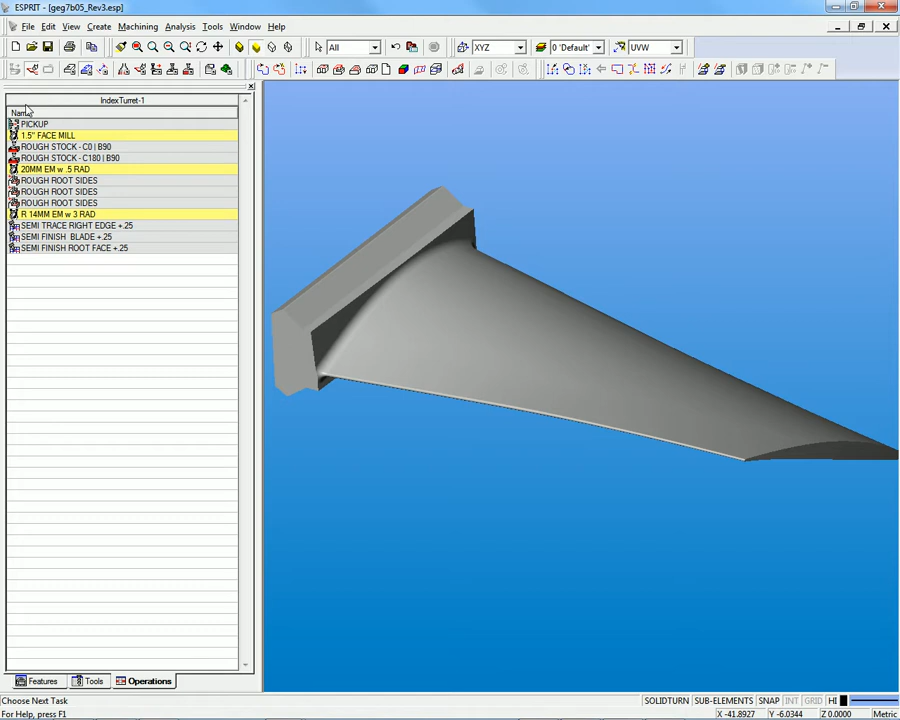 ESPRIT - [geg7b05_Rev3.esp]
File Edit View Create Machining Analysis Tools Window Help
All XYZ 0 'Default' UVW
IndexTurret-1
PICKUP
1.5" FACE MILL
ROUGH STOCK - C0 | B90
ROUGH STOCK - C180 | B90
20MM EM w .5 RAD
ROUGH ROOT SIDES
ROUGH ROOT SIDES
ROUGH ROOT SIDES
R 14MM EM w 3 RAD
SEMI TRACE RIGHT EDGE +.25
SEMI FINISH BLADE +.25
SEMI FINISH ROOT FACE +.25
Features Tools Operations
Choose Next Task SOLIDTURN SUB-ELEMENTS SNAP INT GRID HI
For Help, press F1 X -41.8927 Y -6.0344 Z 0.0000 Metric